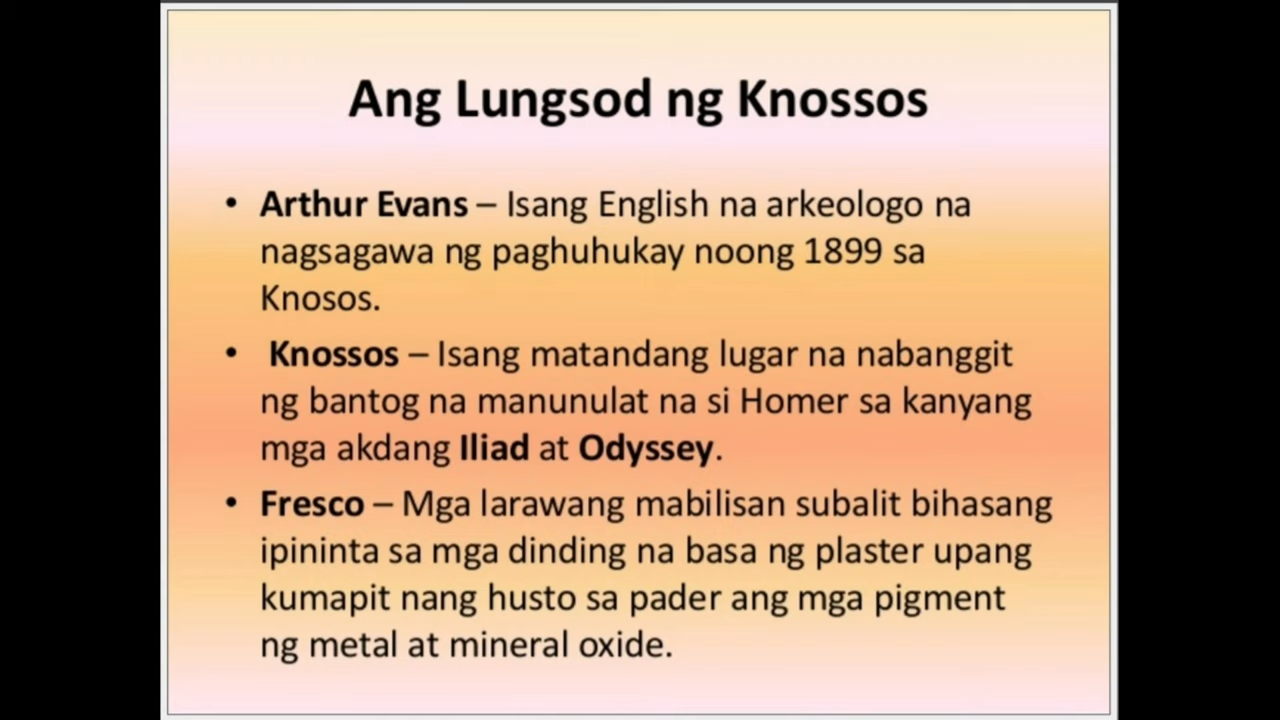 Ang Lungsod ng Knossos
• Arthur Evans – Isang English na arkeologo na
nagsagawa ng paghuhukay noong 1899 sa
Knosos.
• Knossos – Isang matandang lugar na nabanggit
ng bantog na manunulat na si Homer sa kanyang
mga akdang Iliad at Odyssey.
• Fresco – Mga larawang mabilisan subalit bihasang
ipininta sa mga dinding na basa ng plaster upang
kumapit nang husto sa pader ang mga pigment
ng metal at mineral oxide.